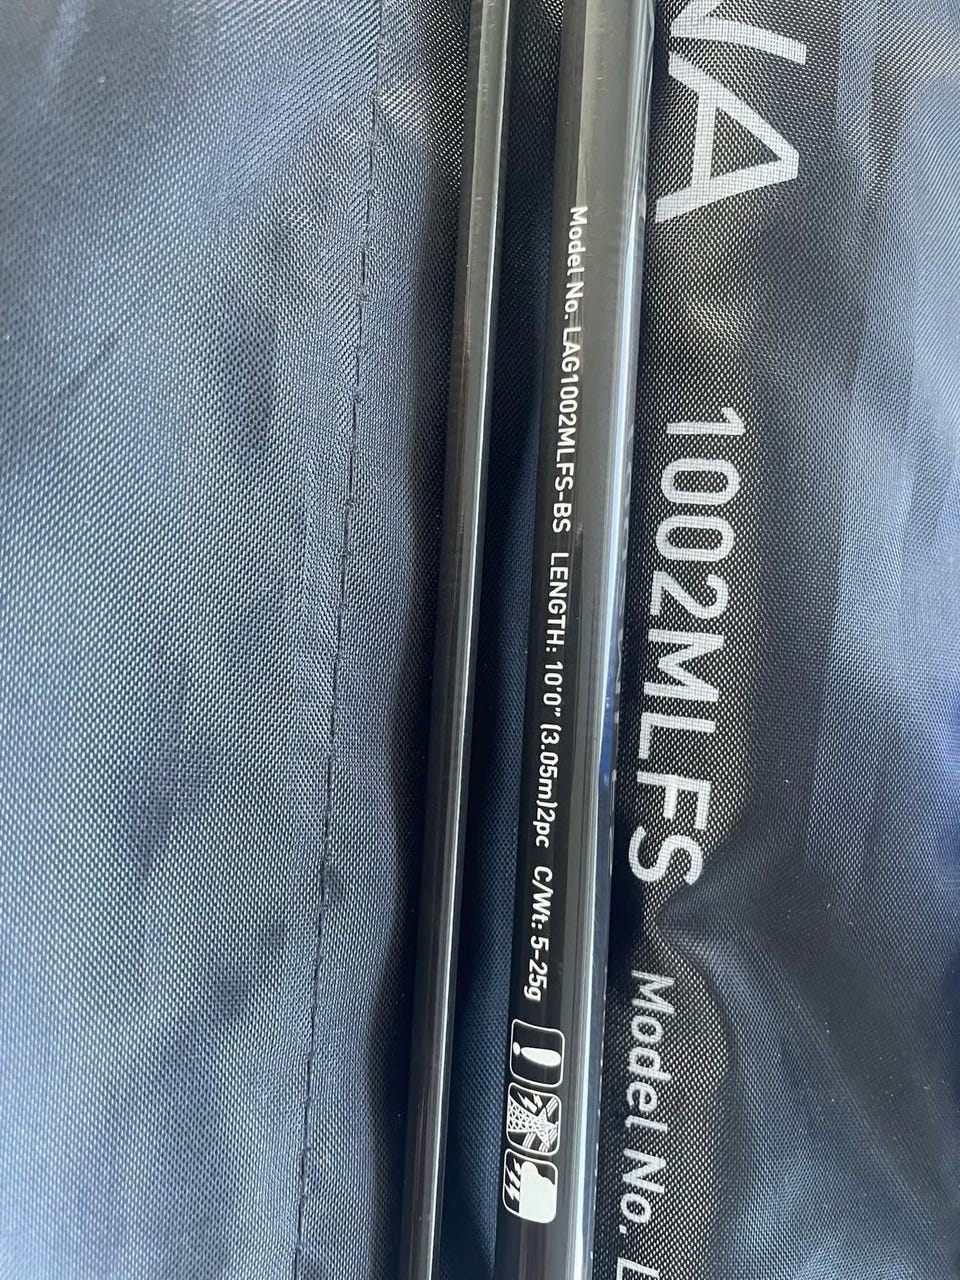 Model No. LAG1002MLFS-BS LENGTH: 10'0" (3.05m)2pc C/Wt: 5-25g
NA 1002MLFS Model No. L